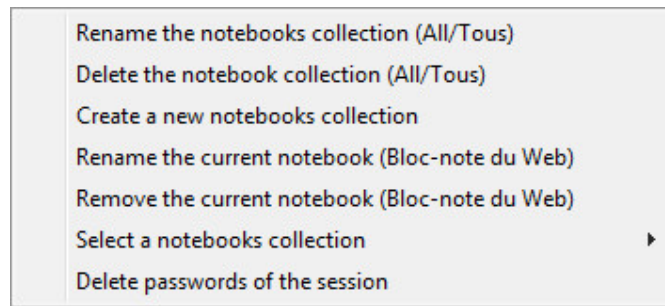 Rename the notebooks collection (All/Tous)
Delete the notebook collection (All/Tous)
Create a new notebooks collection
Rename the current notebook (Bloc-note du Web)
Remove the current notebook (Bloc-note du Web)
Select a notebooks collection
Delete passwords of the session